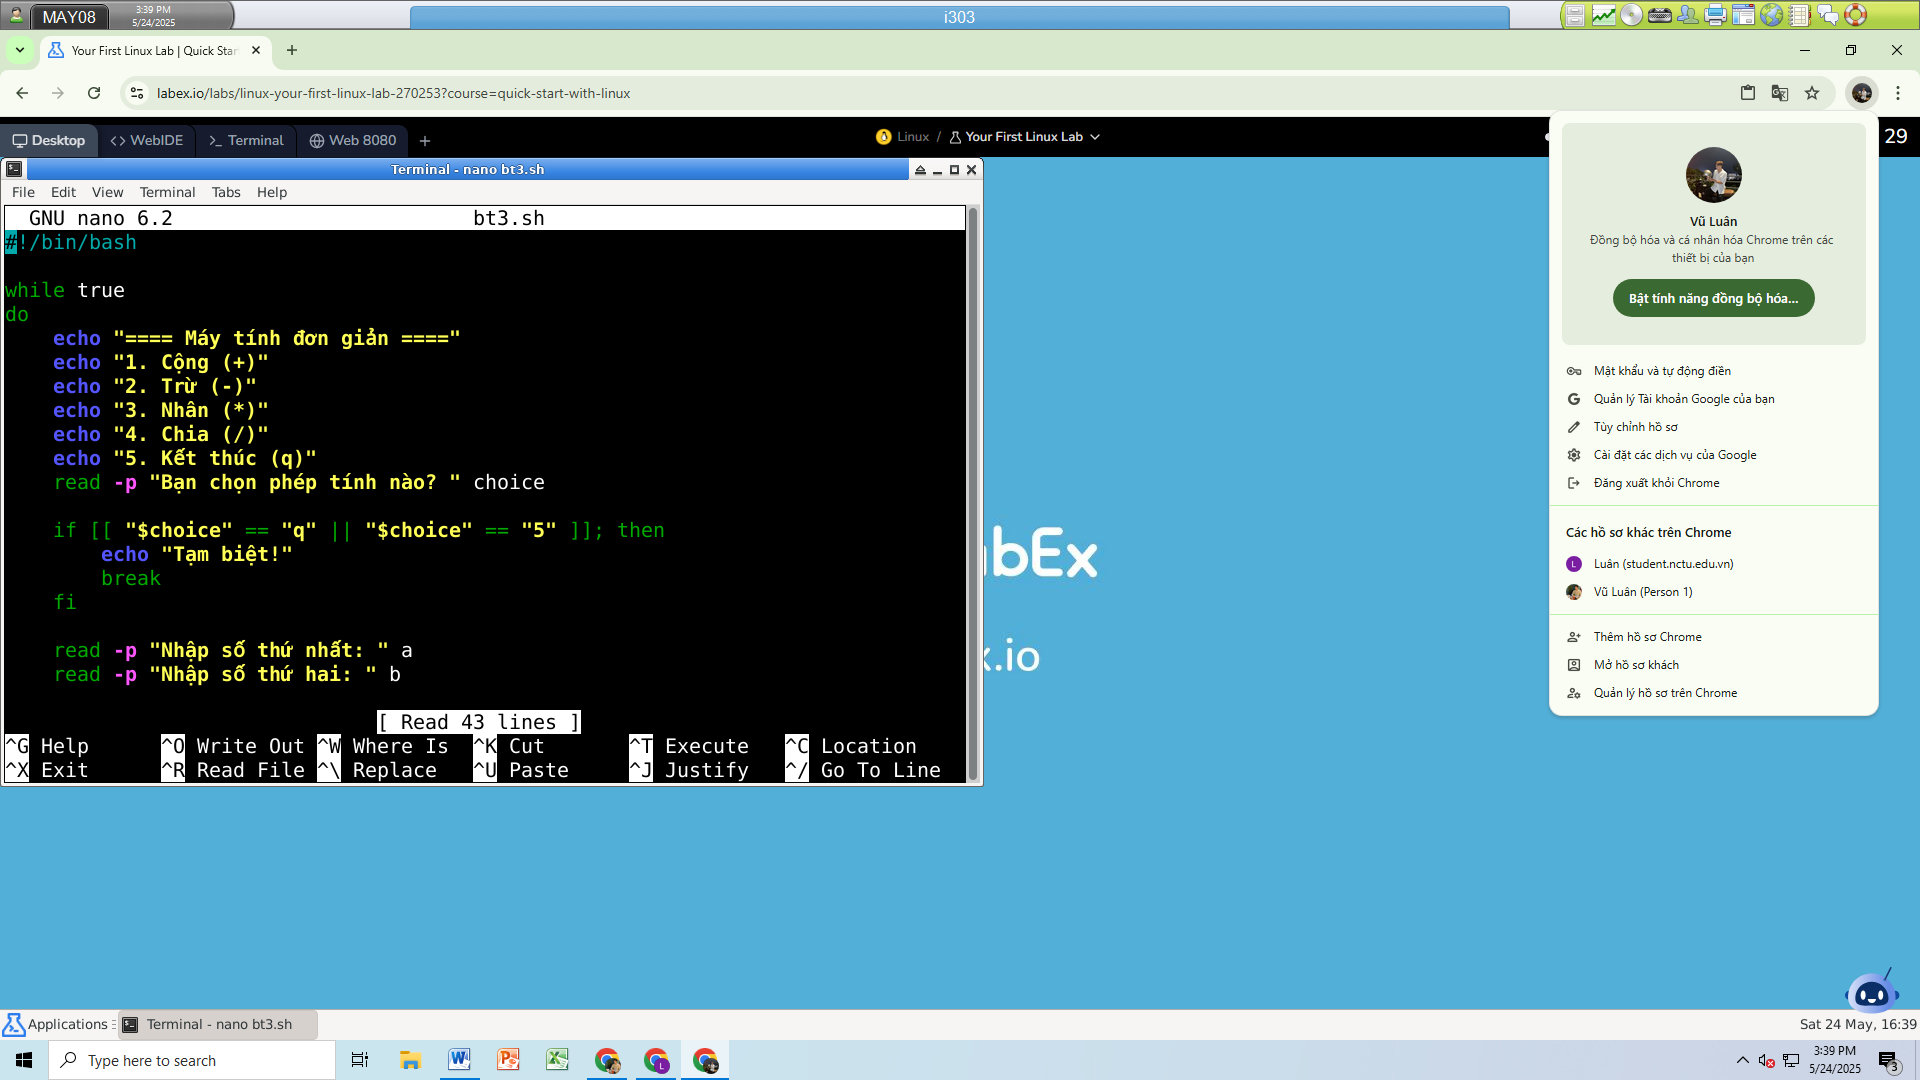 MAY08
3:39 PM
5/24/2025
i303
Your First Linux Lab | Quick Star
labex.io/labs/linux-your-first-linux-lab-270253?course=quick-start-with-linux
Desktop
WebIDE
Terminal
Web 8080
Linux / Your First Linux Lab
29
Terminal - nano bt3.sh
File Edit View Terminal Tabs Help
GNU nano 6.2 bt3.sh
#!/bin/bash
while true
do
echo "==== Máy tính đơn giản ===="
echo "1. Cộng (+)"
echo "2. Trừ (-)"
echo "3. Nhân (*)"
echo "4. Chia (/)"
echo "5. Kết thúc (q)"
read -p "Bạn chọn phép tính nào? " choice
if [[ "$choice" == "q" || "$choice" == "5" ]]; then
echo "Tạm biệt!"
break
fi
read -p "Nhập số thứ nhất: " a
read -p "Nhập số thứ hai: " b
[ Read 43 lines ]
^G Help ^O Write Out ^W Where Is ^K Cut ^T Execute ^C Location
^X Exit ^R Read File ^\ Replace ^U Paste ^J Justify ^/ Go To Line
bEx
x.io
Vũ Luân
Đồng bộ hóa và cá nhân hóa Chrome trên các
thiết bị của bạn
Bật tính năng đồng bộ hóa...
Mật khẩu và tự động điền
Quản lý Tài khoản Google của bạn
Tùy chỉnh hồ sơ
Cài đặt các dịch vụ của Google
Đăng xuất khỏi Chrome
Các hồ sơ khác trên Chrome
L Luân (student.nctu.edu.vn)
Vũ Luân (Person 1)
Thêm hồ sơ Chrome
Mở hồ sơ khách
Quản lý hồ sơ trên Chrome
Applications
Terminal - nano bt3.sh
Sat 24 May, 16:39
Type here to search
L
3:39 PM
5/24/2025
3